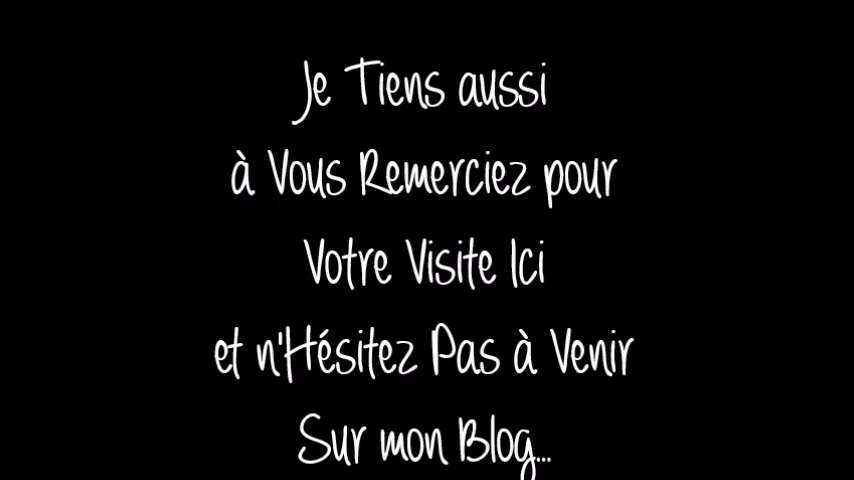 Je Tiens aussi
à Vous Remerciez pour
Votre Visite Ici
et n'Hésitez Pas à Venir
Sur mon Blog...